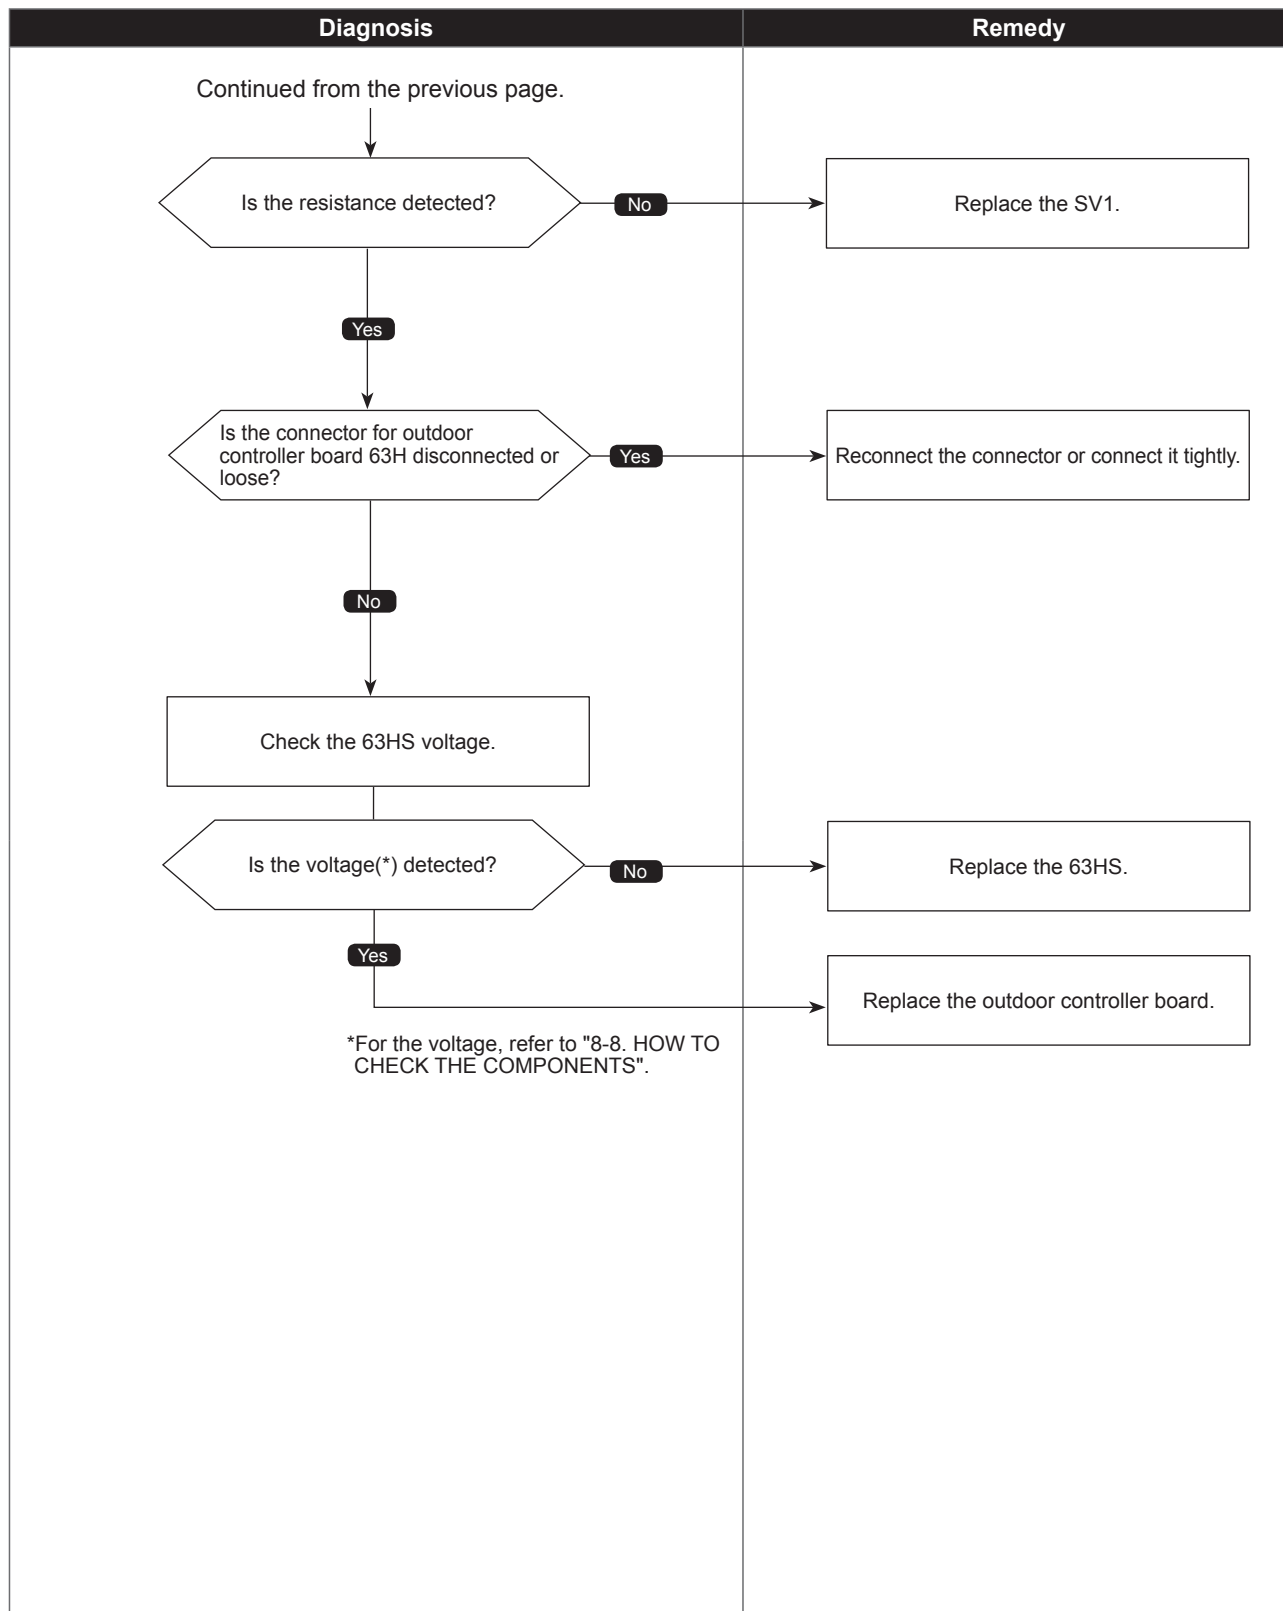 Diagnosis
Remedy
Continued from the previous page.
Is the resistance detected?
No
Replace the SV1.
Yes
Is the connector for outdoor
controller board 63H disconnected or
loose?
Yes
Reconnect the connector or connect it tightly.
No
Check the 63HS voltage.
Is the voltage(*) detected?
No
Replace the 63HS.
Yes
Replace the outdoor controller board.
*For the voltage, refer to "8-8. HOW TO
CHECK THE COMPONENTS".